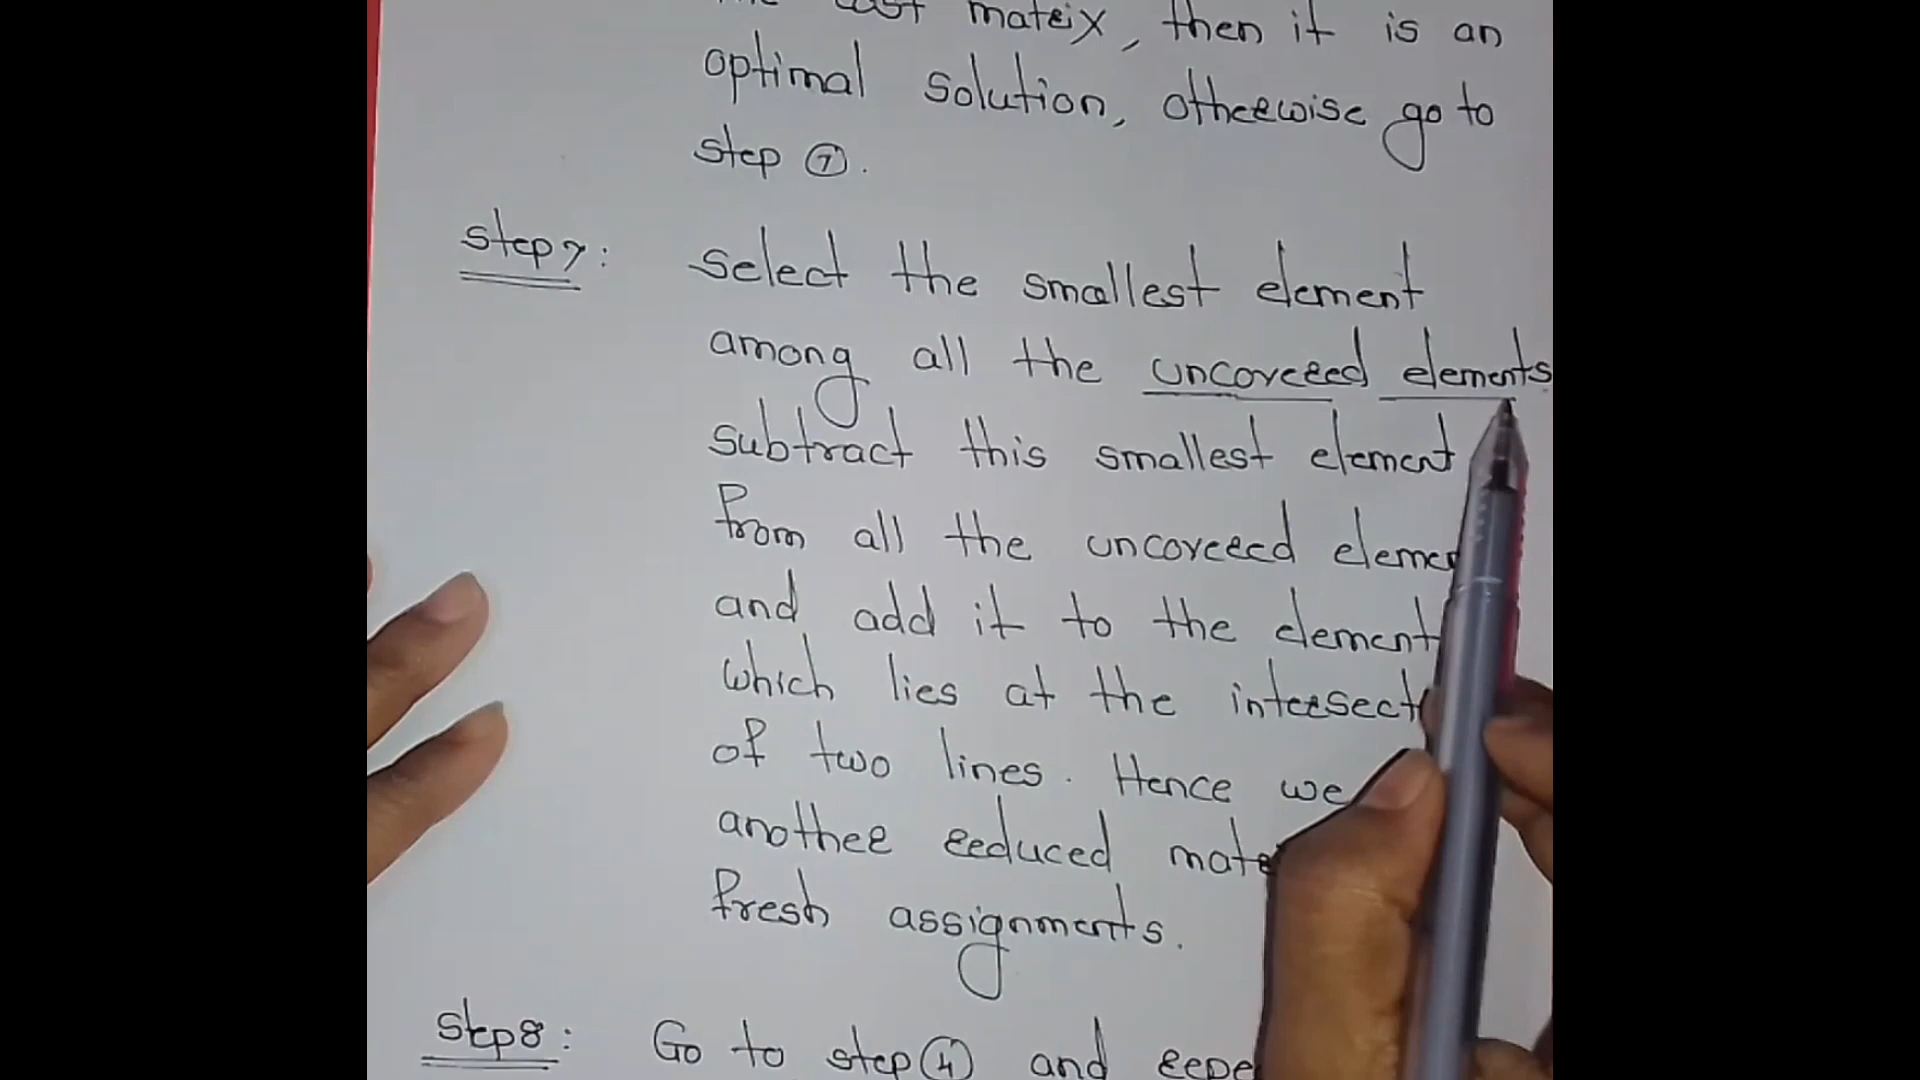 cost matrix, then it is an
optimal solution, otherwise go to
step 7.
step 7: select the smallest element
among all the uncovered elements
subtract this smallest element
from all the uncovered
and add it to the element
which lies at the
of two lines. Hence we
another reduced
fresh assignments.
step 8: Go to step 4 and